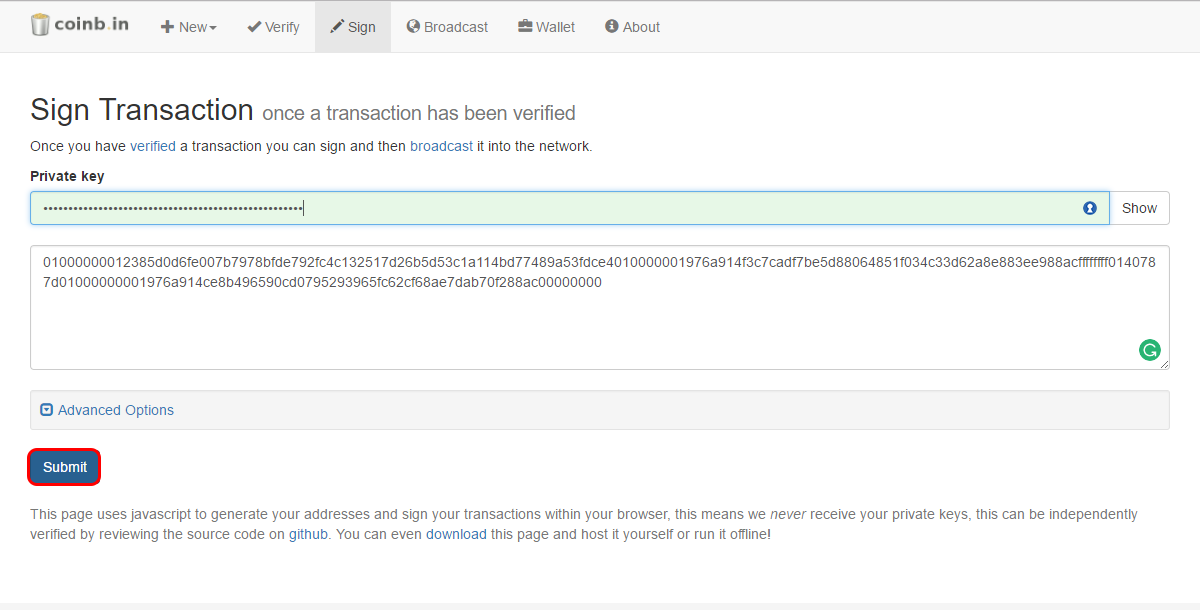 coinb.in
New
Verify
Sign
Broadcast
Wallet
About
Sign Transaction once a transaction has been verified
Once you have verified a transaction you can sign and then broadcast it into the network.
Private key
Show
01000000012385d0d6fe007b7978bfde792fc4c132517d26b5d53c1a114bd77489a53fdce4010000001976a914f3c7cadf7be5d88064851f034c33d62a8e883ee988acffffffff014078
7d01000000001976a914ce8b496590cd0795293965fc62cf68ae7dab70f288ac00000000
Advanced Options
Submit
This page uses javascript to generate your addresses and sign your transactions within your browser, this means we never receive your private keys, this can be independently
verified by reviewing the source code on github. You can even download this page and host it yourself or run it offline!